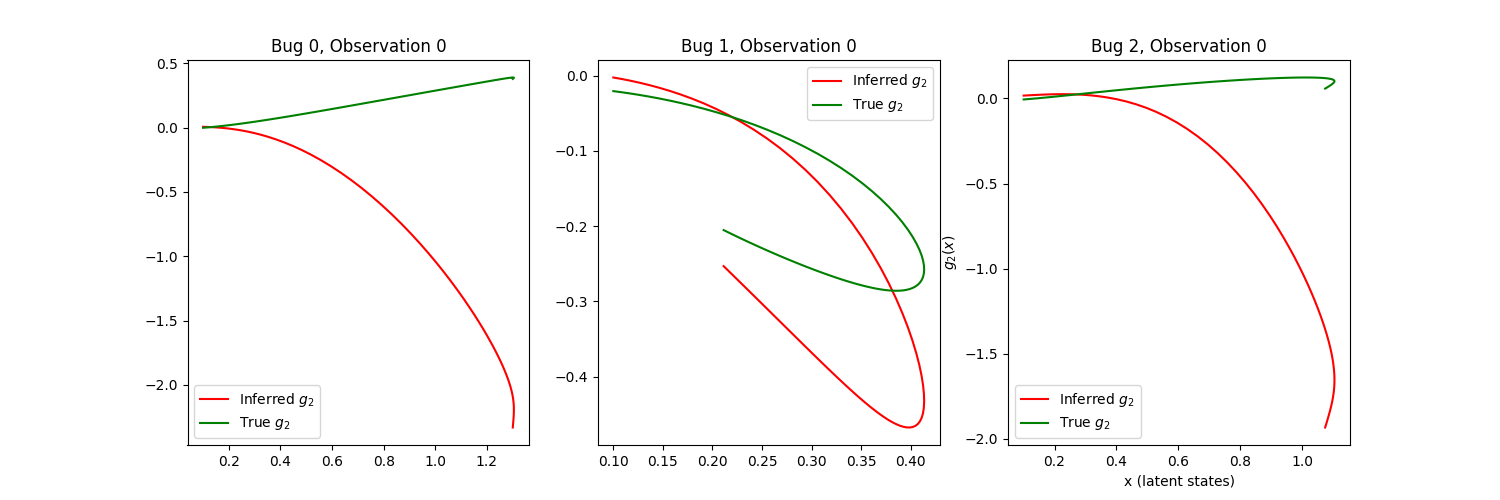 Bug 0, Observation 0
0.5
0.0
−0.5
−1.0
−1.5
−2.0
Inferred g₂
True g₂
0.2 0.4 0.6 0.8 1.0 1.2
Bug 1, Observation 0
0.0
−0.1
−0.2
−0.3
−0.4
Inferred g₂
True g₂
0.10 0.15 0.20 0.25 0.30 0.35 0.40
Bug 2, Observation 0
g₂(x)
0.0
−0.5
−1.0
−1.5
−2.0
Inferred g₂
True g₂
0.2 0.4 0.6 0.8 1.0
x (latent states)